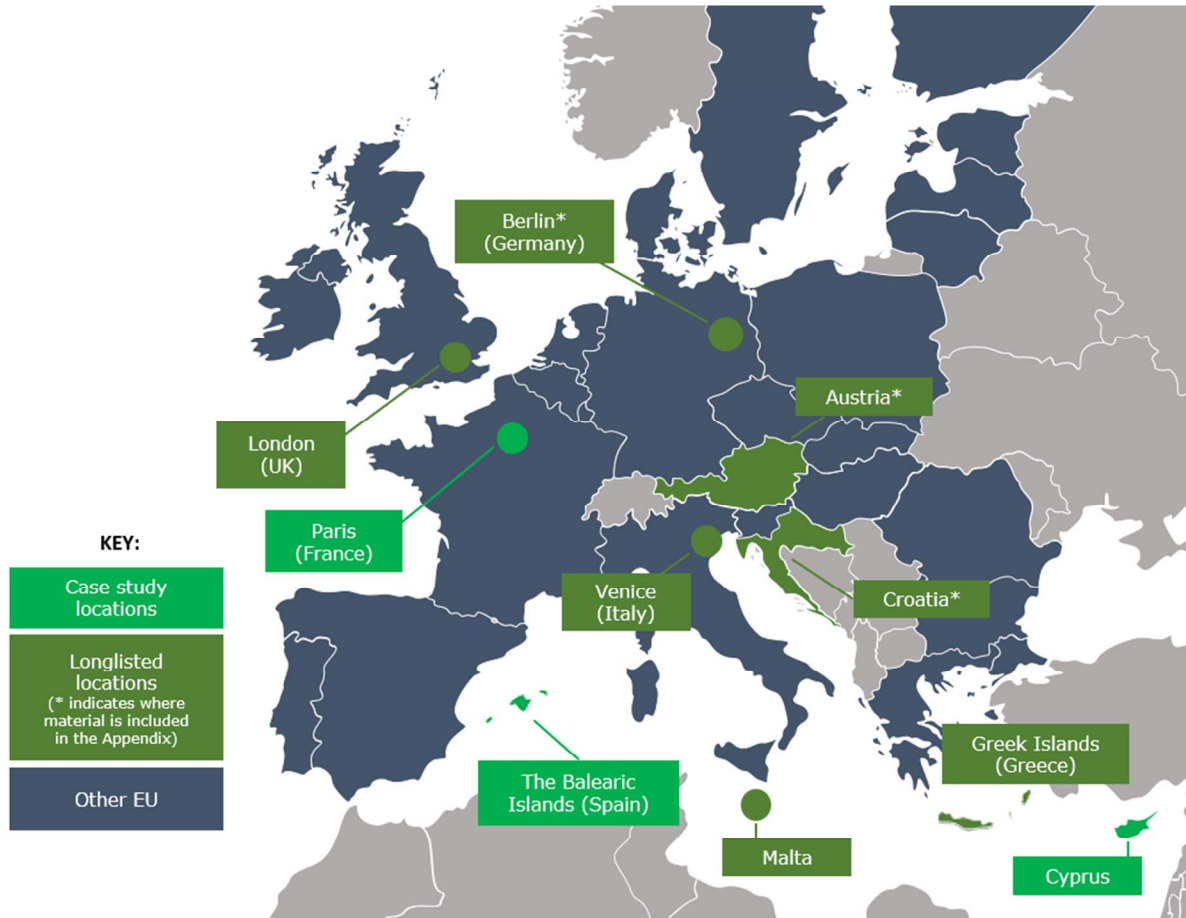 Berlin*
(Germany)
Austria*
London
(UK)
Paris
(France)
Venice
(Italy)
Croatia*
Greek Islands
(Greece)
The Balearic
Islands (Spain)
Malta
Cyprus
KEY:
Case study
locations
Longlisted
locations
(* indicates where
material is included
in the Appendix)
Other EU